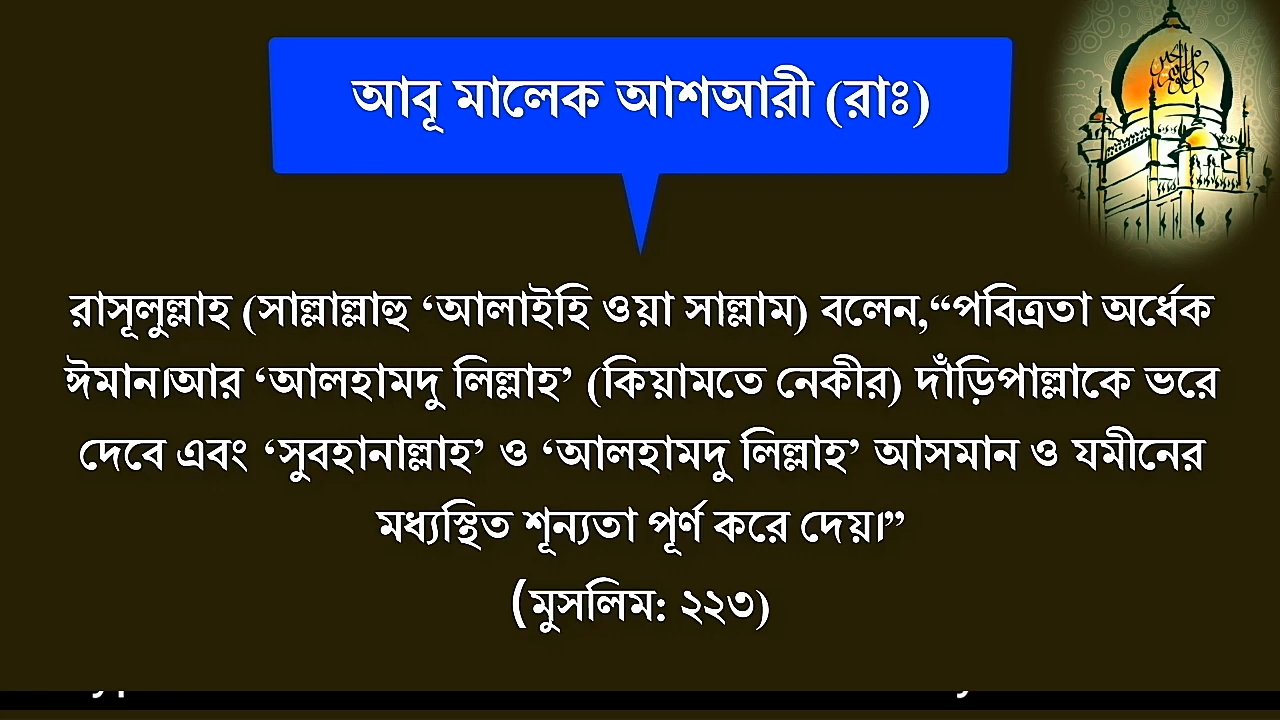 আবূ মালেক আশআরী (রাঃ)
রাসূলুল্লাহ (সাল্লাল্লাহু ‘আলাইহি ওয়া সাল্লাম) বলেন,“পবিত্রতা অর্ধেক
ঈমান।আর ‘আলহামদু লিল্লাহ’ (কিয়ামতে নেকীর) দাঁড়িপাল্লাকে ভরে
দেবে এবং ‘সুবহানাল্লাহ’ ও ‘আলহামদু লিল্লাহ’ আসমান ও যমীনের
মধ্যস্থিত শূন্যতা পূর্ণ করে দেয়।”
(মুসলিম: ২২৩)